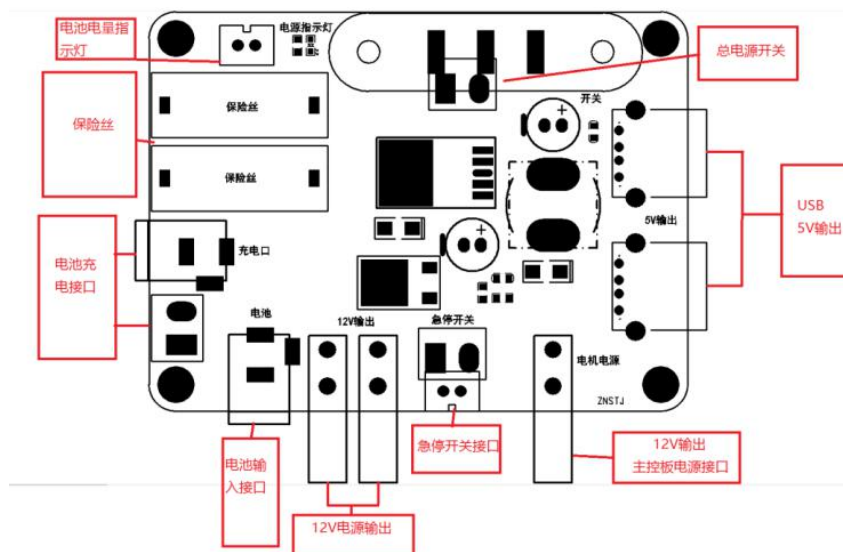 电池电量指
示灯
电源指示灯
总电源开关
保险丝
保险丝
保险丝
开关
USB
5V输出
5V输出
电池充
电接口
充电口
电池
12V输出
急停开关
电机电源
ZNSTJ
电池输
入接口
急停开关接口
12V输出
主控板电源接口
12V电源输出